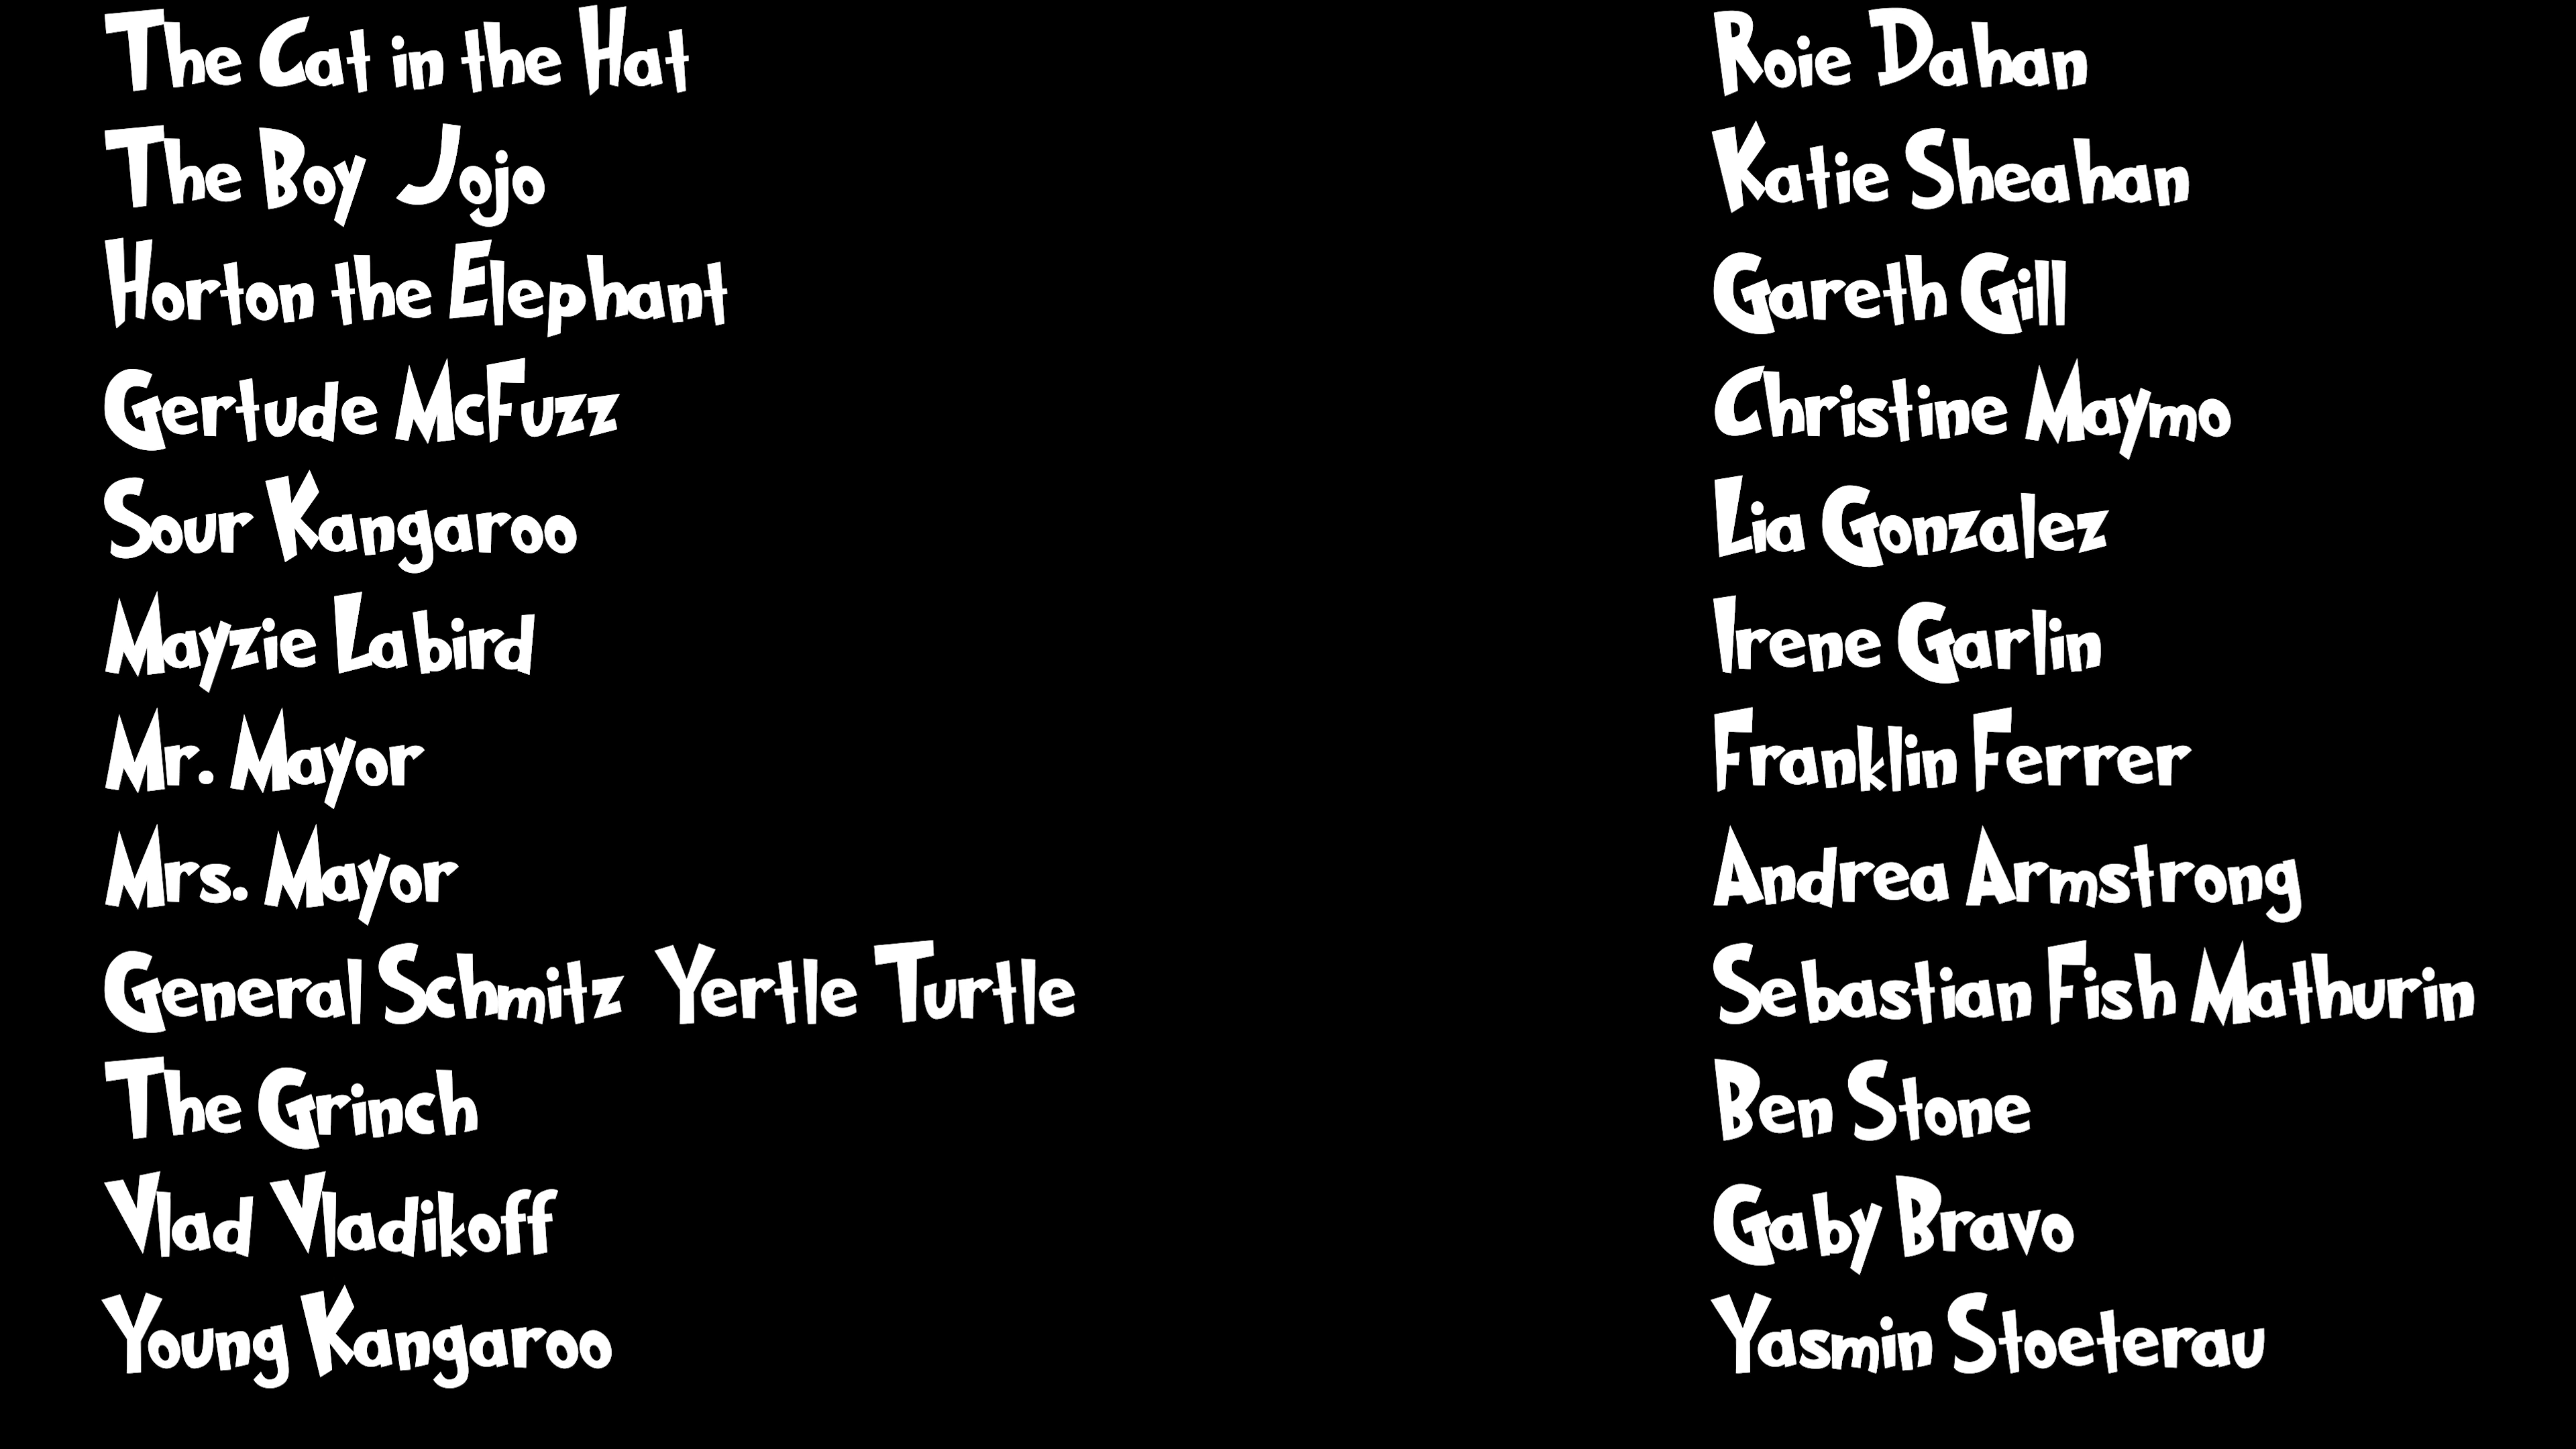 The Cat in the Hat Roie Dahan
The Boy Jojo Katie Sheahan
Horton the Elephant Gareth Gill
Gertude McFuzz Christine Maymo
Sour Kangaroo Lia Gonzalez
Mayzie Labird Irene Garlin
Mr. Mayor Franklin Ferrer
Mrs. Mayor Andrea Armstrong
General Schmitz Yertle Turtle Sebastian Fish Mathurin
The Grinch Ben Stone
Vlad Vladikoff Gaby Bravo
Young Kangaroo Yasmin Stoeterau